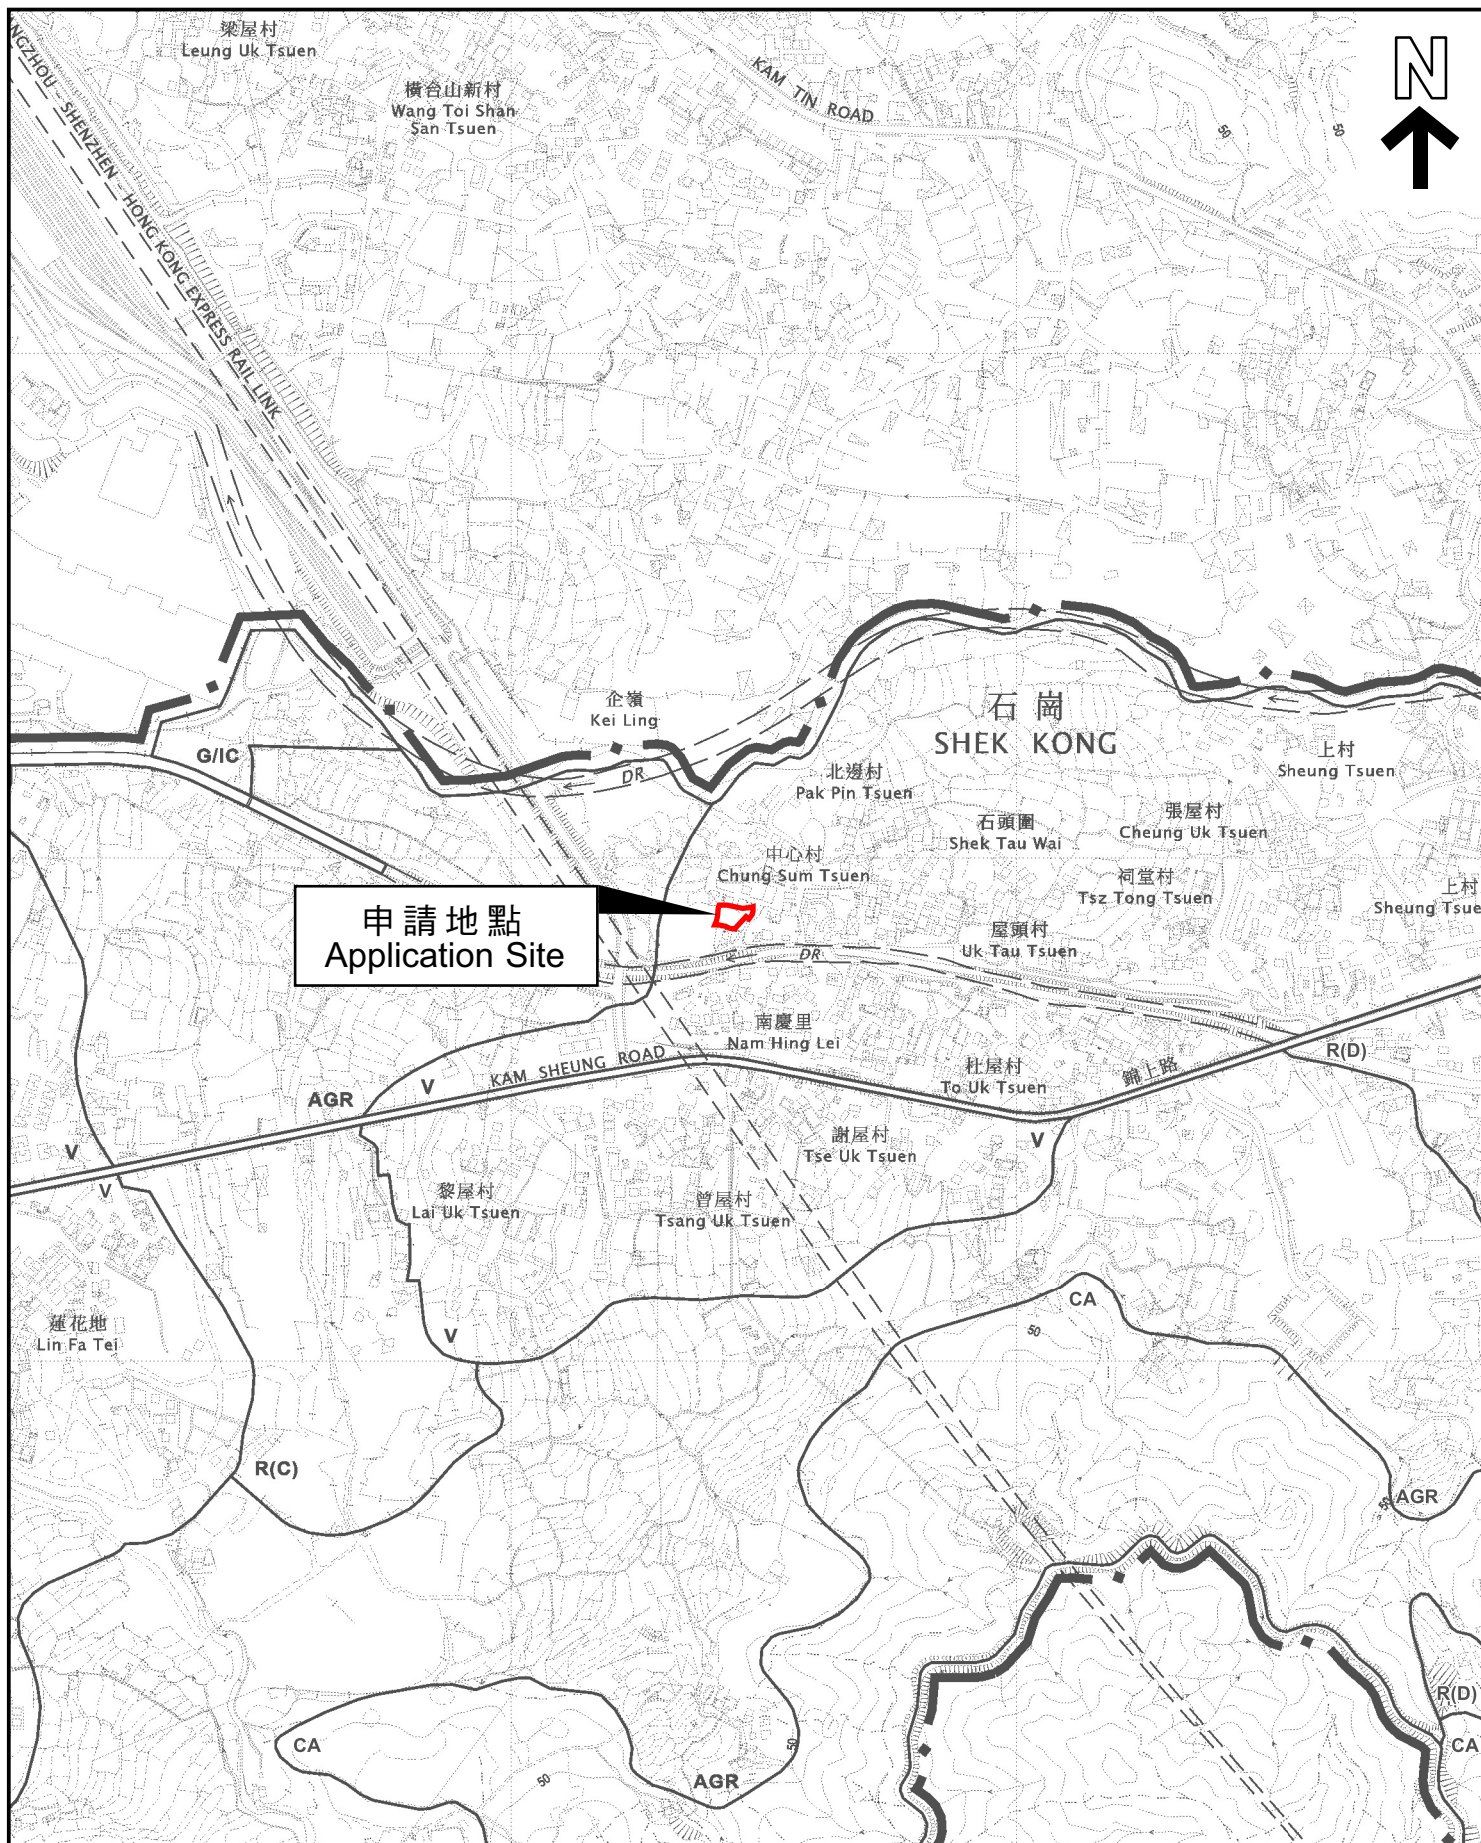 梁屋村
Leung Uk Tsuen
N
橫台山新村
Wang Toi Shan
San Tsuen
KAM TIN ROAD
50
50
NGZHOU - SHENZHEN - HONG KONG EXPRESS RAIL LINK
企嶺
Kei Ling
石崗
SHEK KONG
G/IC
DR
北邊村
Pak Pin Tsuen
上村
Sheung Tsuen
石頭圍
Shek Tau Wai
張屋村
Cheung Uk Tsuen
中心村
Chung Sum Tsuen
祠堂村
Tsz Tong Tsuen
上村
Sheung Tsue
申請地點
Application Site
屋頭村
Uk Tau Tsuen
DR
南慶里
Nam Hing Lei
KAM SHEUNG ROAD
錦上路
R(D)
杜屋村
To Uk Tsuen
AGR
V
V
謝屋村
Tse Uk Tsuen
V
V
黎屋村
Lai Uk Tsuen
曾屋村
Tsang Uk Tsuen
蓮花地
Lin Fa Tei
V
CA
50
R(C)
50
AGR
R(D)
CA
CA
50
50
AGR